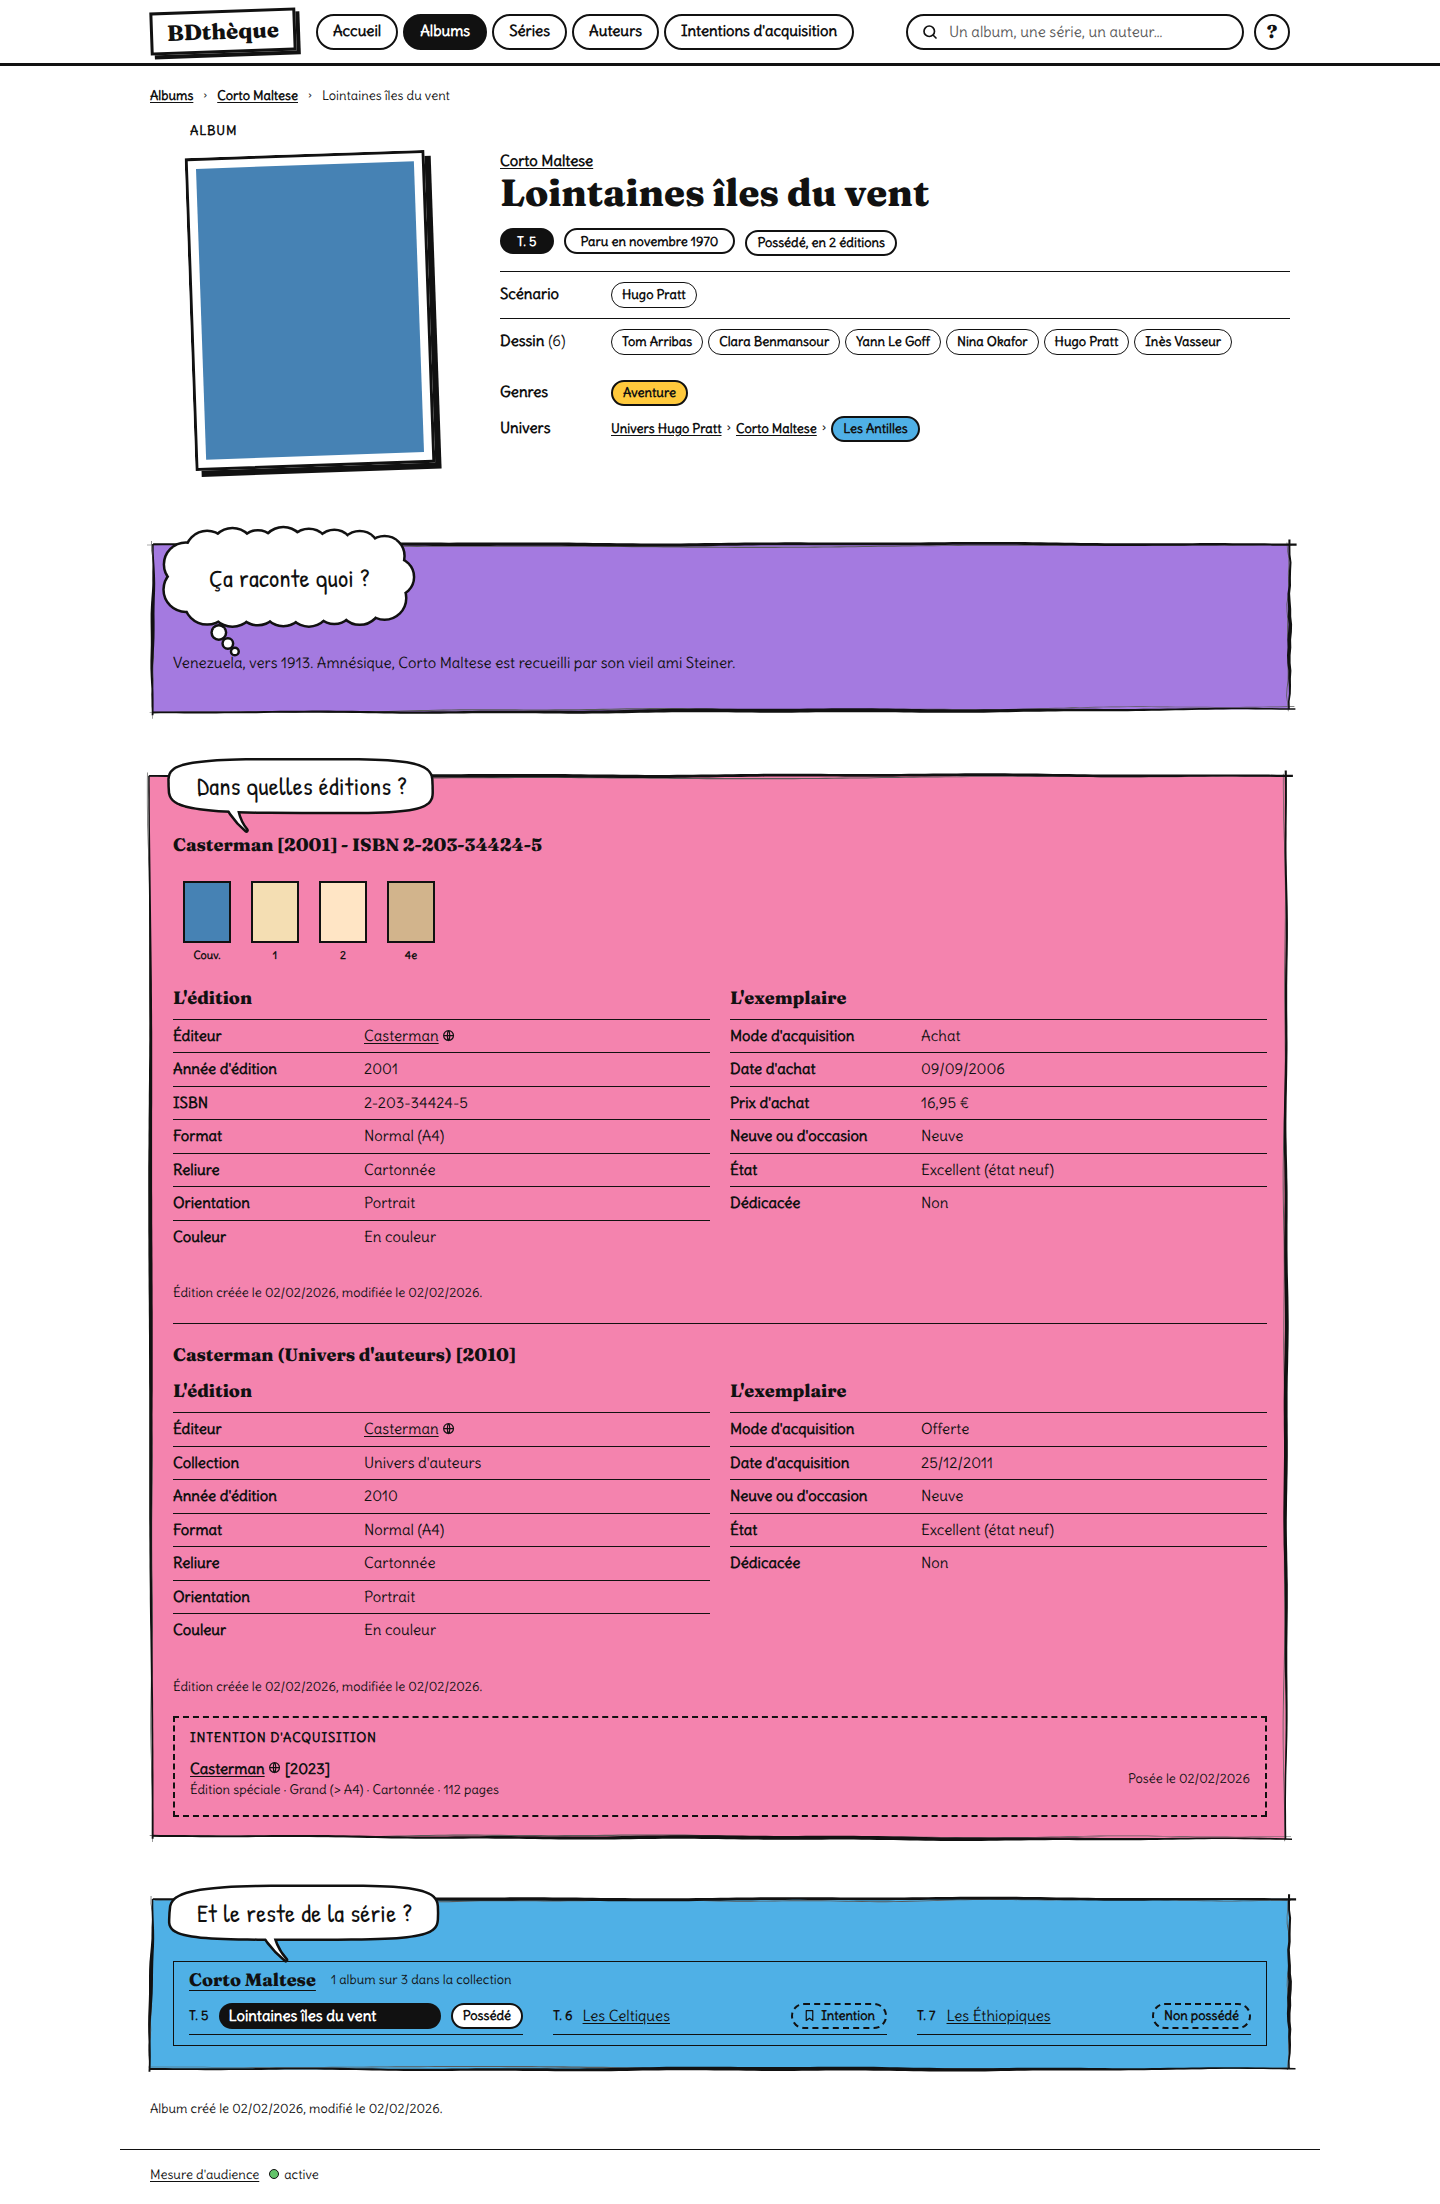 BDthèque Accueil Albums Séries Auteurs Intentions d'acquisition Un album, une série, un auteur... ?
Albums › Corto Maltese › Lointaines îles du vent
ALBUM
Corto Maltese
Lointaines îles du vent
T. 5 Paru en novembre 1970 Possédé, en 2 éditions
Scénario Hugo Pratt
Dessin (6) Tom Arribas Clara Benmansour Yann Le Goff Nina Okafor Hugo Pratt Inès Vasseur
Genres Aventure
Univers Univers Hugo Pratt › Corto Maltese › Les Antilles
Ça raconte quoi ?
Venezuela, vers 1913. Amnésique, Corto Maltese est recueilli par son vieil ami Steiner.
Dans quelles éditions ?
Casterman [2001] - ISBN 2-203-34424-5
Couv. 1 2 4e
L'édition
Éditeur Casterman
Année d'édition 2001
ISBN 2-203-34424-5
Format Normal (A4)
Reliure Cartonnée
Orientation Portrait
Couleur En couleur
L'exemplaire
Mode d'acquisition Achat
Date d'achat 09/09/2006
Prix d'achat 16,95 €
Neuve ou d'occasion Neuve
État Excellent (état neuf)
Dédicacée Non
Édition créée le 02/02/2026, modifiée le 02/02/2026.
Casterman (Univers d'auteurs) [2010]
L'édition
Éditeur Casterman
Collection Univers d'auteurs
Année d'édition 2010
Format Normal (A4)
Reliure Cartonnée
Orientation Portrait
Couleur En couleur
L'exemplaire
Mode d'acquisition Offerte
Date d'acquisition 25/12/2011
Neuve ou d'occasion Neuve
État Excellent (état neuf)
Dédicacée Non
Édition créée le 02/02/2026, modifiée le 02/02/2026.
INTENTION D'ACQUISITION
Casterman [2023]
Édition spéciale · Grand (> A4) · Cartonnée · 112 pages
Posée le 02/02/2026
Et le reste de la série ?
Corto Maltese 1 album sur 3 dans la collection
T. 5 Lointaines îles du vent Possédé T. 6 Les Celtiques Intention T. 7 Les Éthiopiques Non possédé
Album créé le 02/02/2026, modifié le 02/02/2026.
Mesure d'audience active